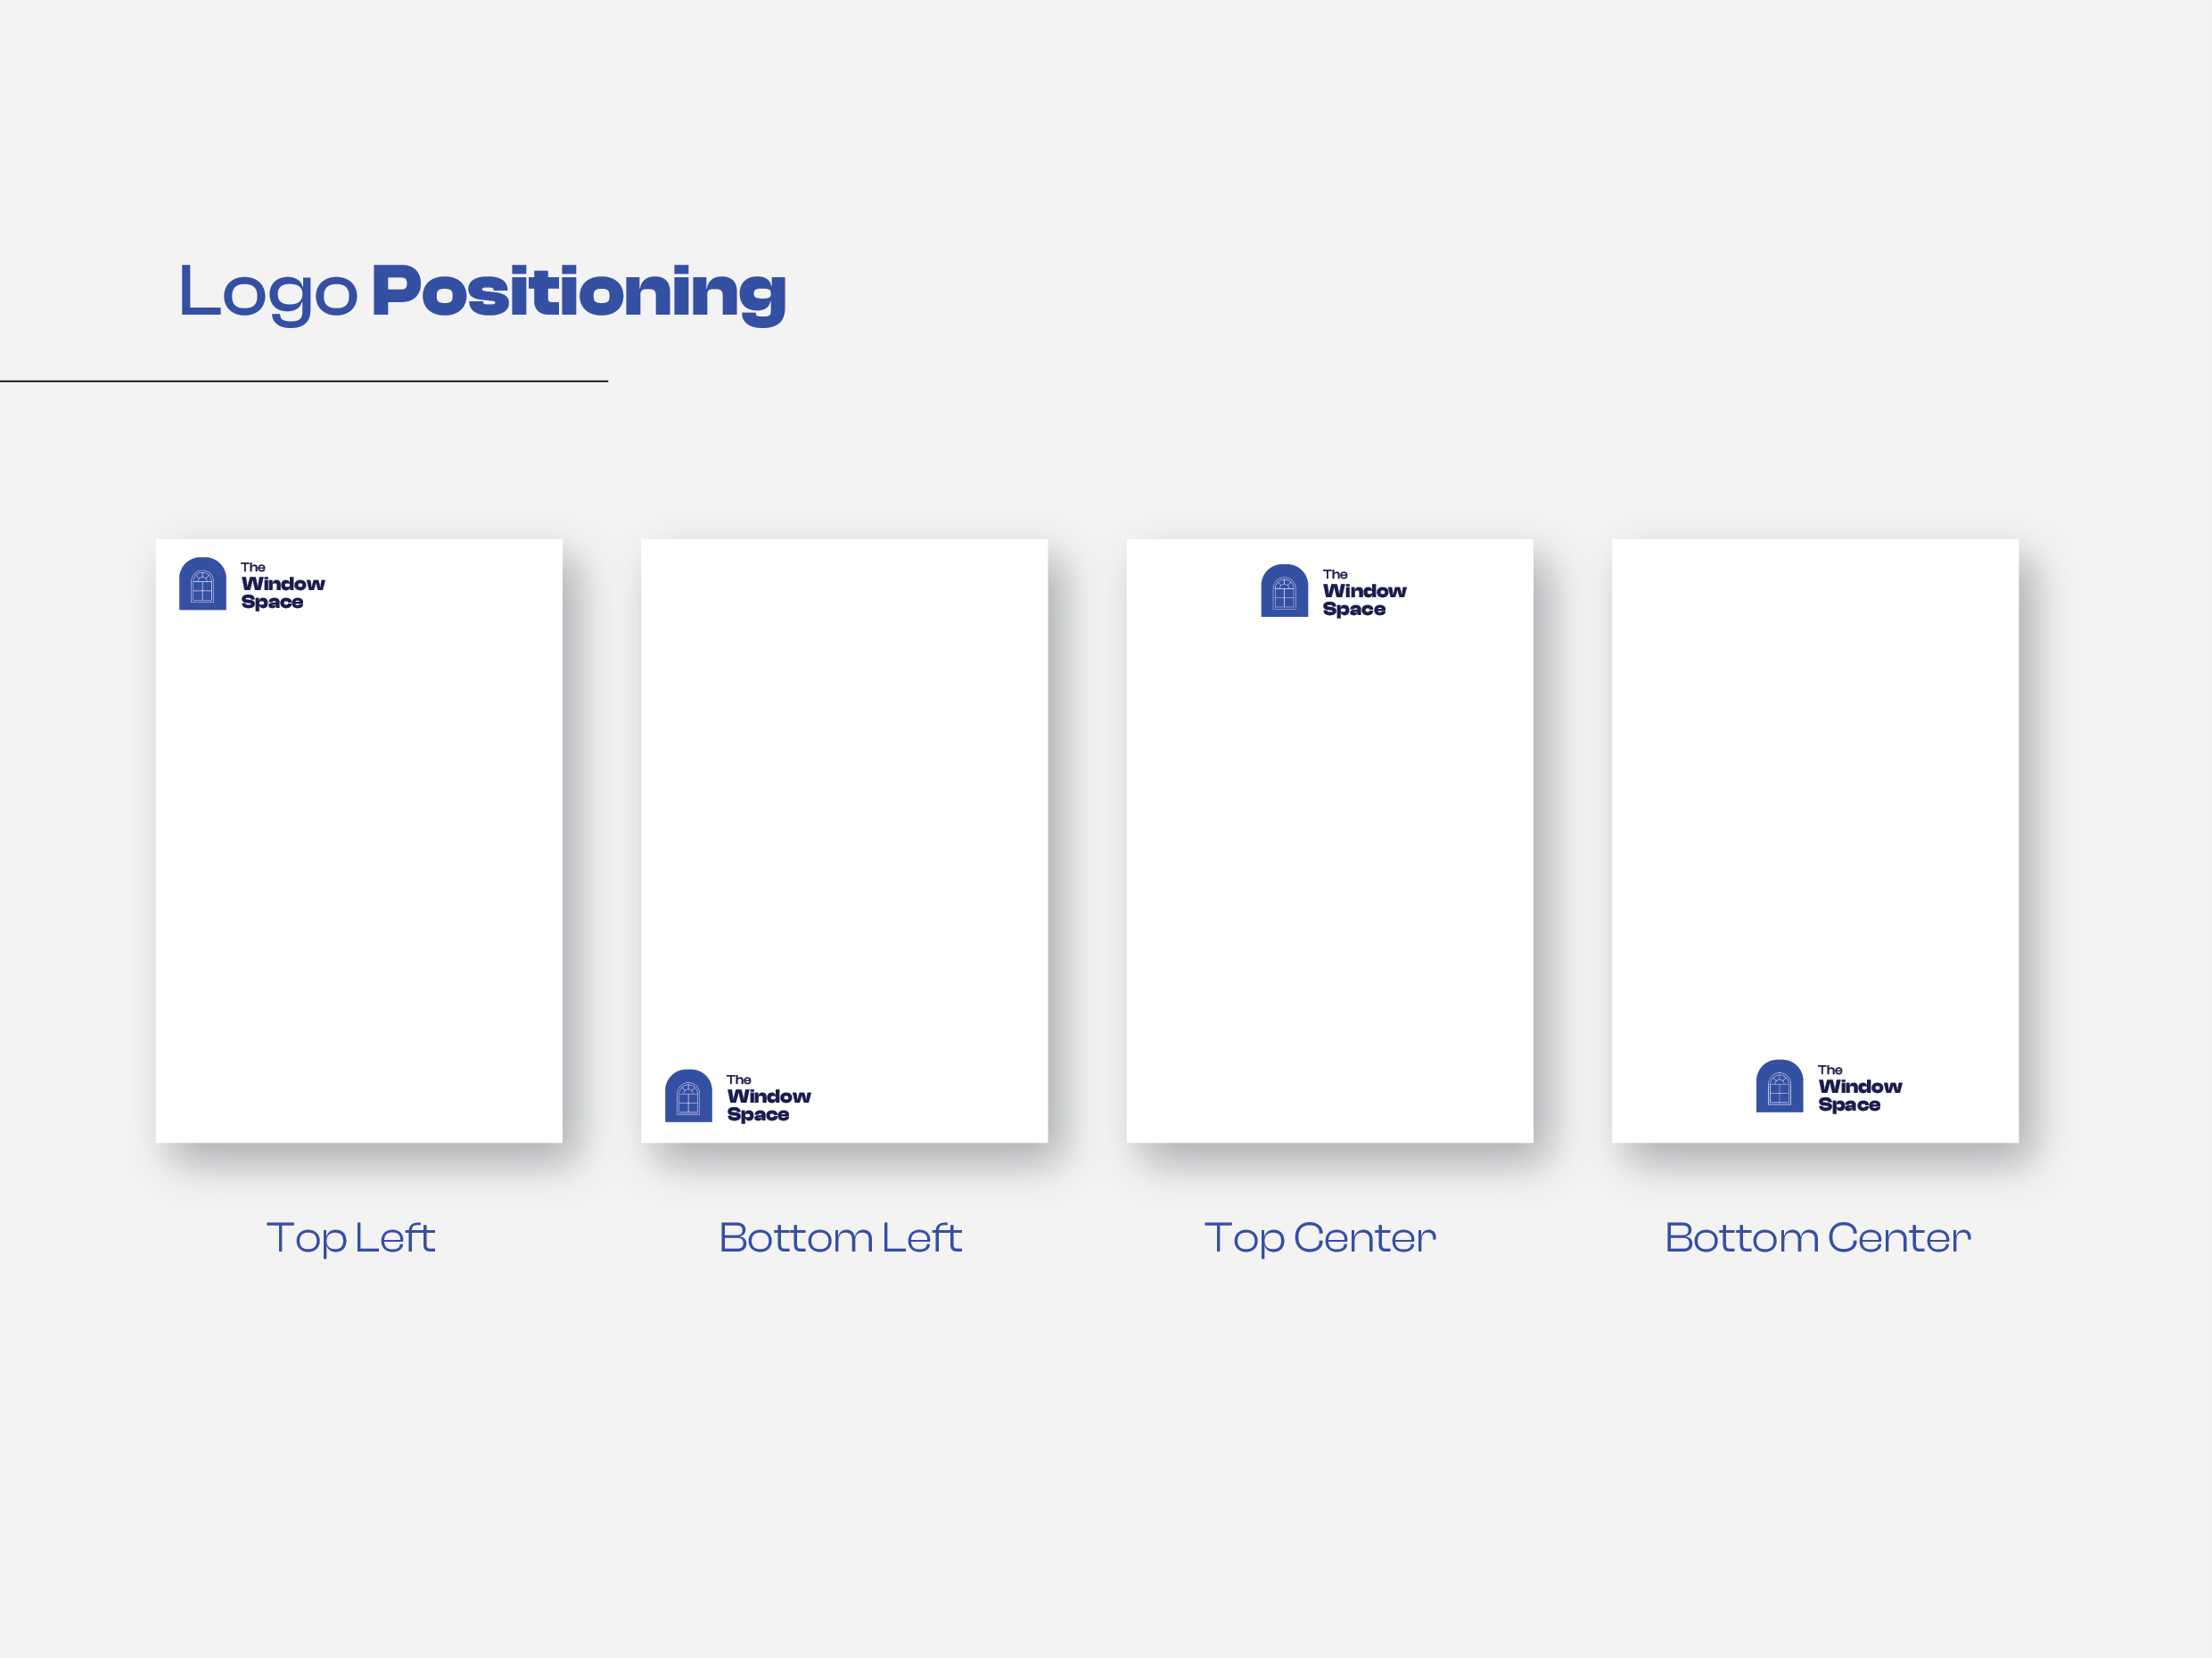 Logo Positioning
The
Window
Space
The
Window
Space
The
Window
Space
The
Window
Space
Top Left
Bottom Left
Top Center
Bottom Center